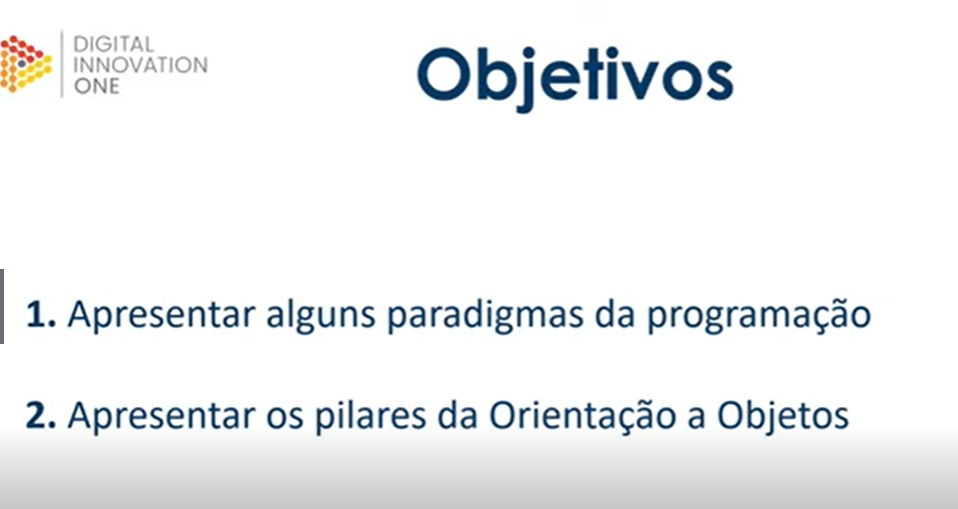 DIGITAL
INNOVATION
ONE
Objetivos
1. Apresentar alguns paradigmas da programação
2. Apresentar os pilares da Orientação a Objetos